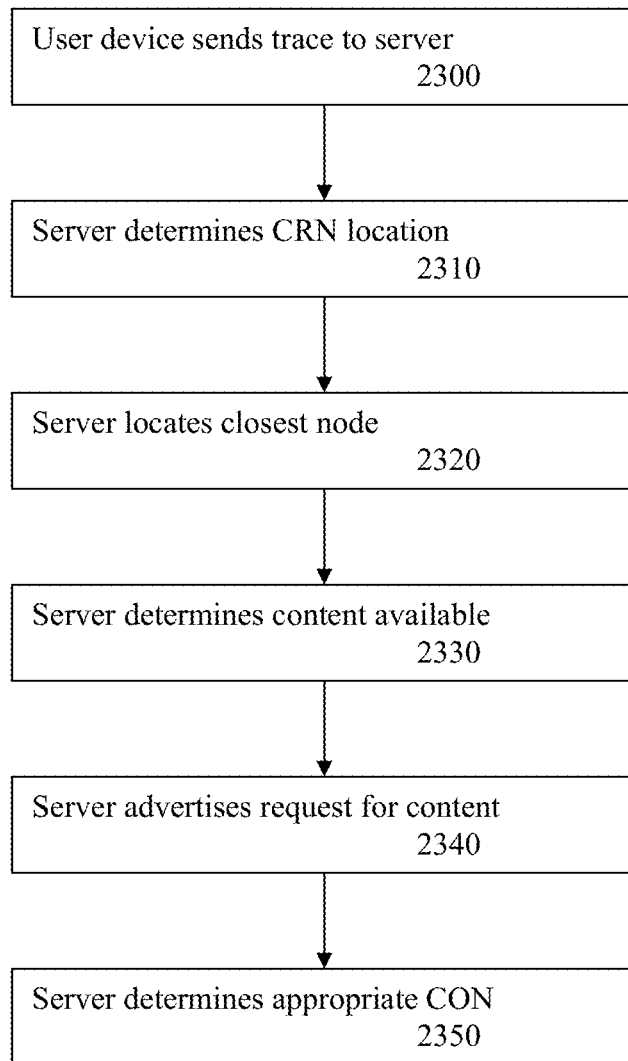 User device sends trace to server
2300
Server determines CRN location
2310
Server locates closest node
2320
Server determines content available
2330
Server advertises request for content
2340
Server determines appropriate CON
2350